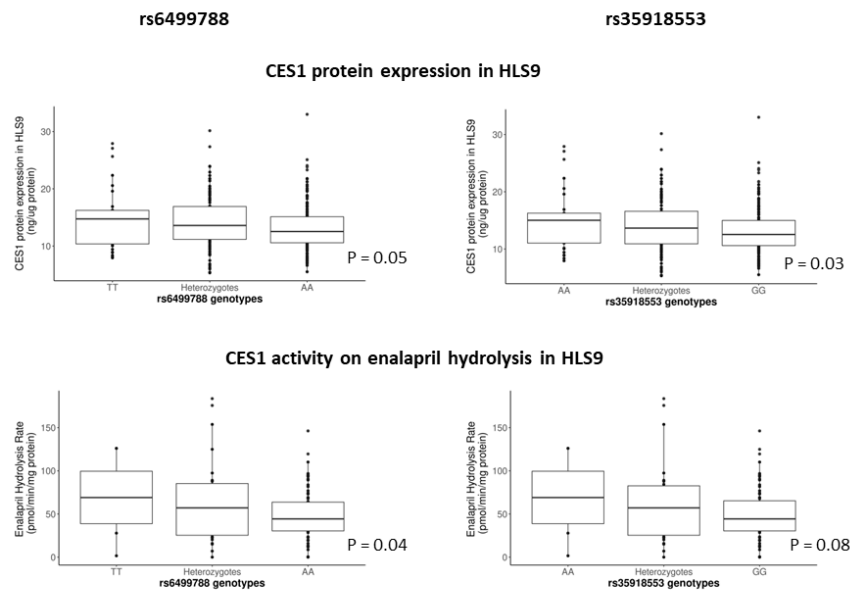 rs6499788
rs35918553
CES1 protein expression in HLS9
CES1 protein expression in HLS9
(ng/ug protein)
30
20
10
P = 0.05
TT
Heterozygotes
AA
rs6499788 genotypes
CES1 protein expression in HLS9
(ng/ug protein)
30
20
10
P = 0.03
AA
Heterozygotes
GG
rs35918553 genotypes
CES1 activity on enalapril hydrolysis in HLS9
Enalapril Hydrolysis Rate
(pmol/min/mg protein)
150
100
50
0
P = 0.04
TT
Heterozygotes
AA
rs6499788 genotypes
Enalapril Hydrolysis Rate
(pmol/min/mg protein)
150
100
50
0
P = 0.08
AA
Heterozygotes
GG
rs35918553 genotypes